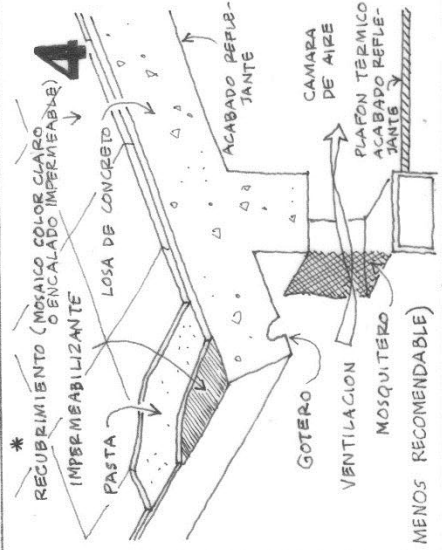 *
RECUBRIMIENTO (MOSAICO COLOR CLARO
O ENCALADO IMPERMEABLE)
4
IMPERMEABILIZANTE
PASTA
LOSA DE CONCRETO
ACABADO REFLE-
JANTE
GOTERO
VENTILACION
MOSQUITERO
CAMARA
DE AIRE
PLAFON TÉRMICO
ACABADO REFLE-
JANTE
MENOS RECOMENDABLE)